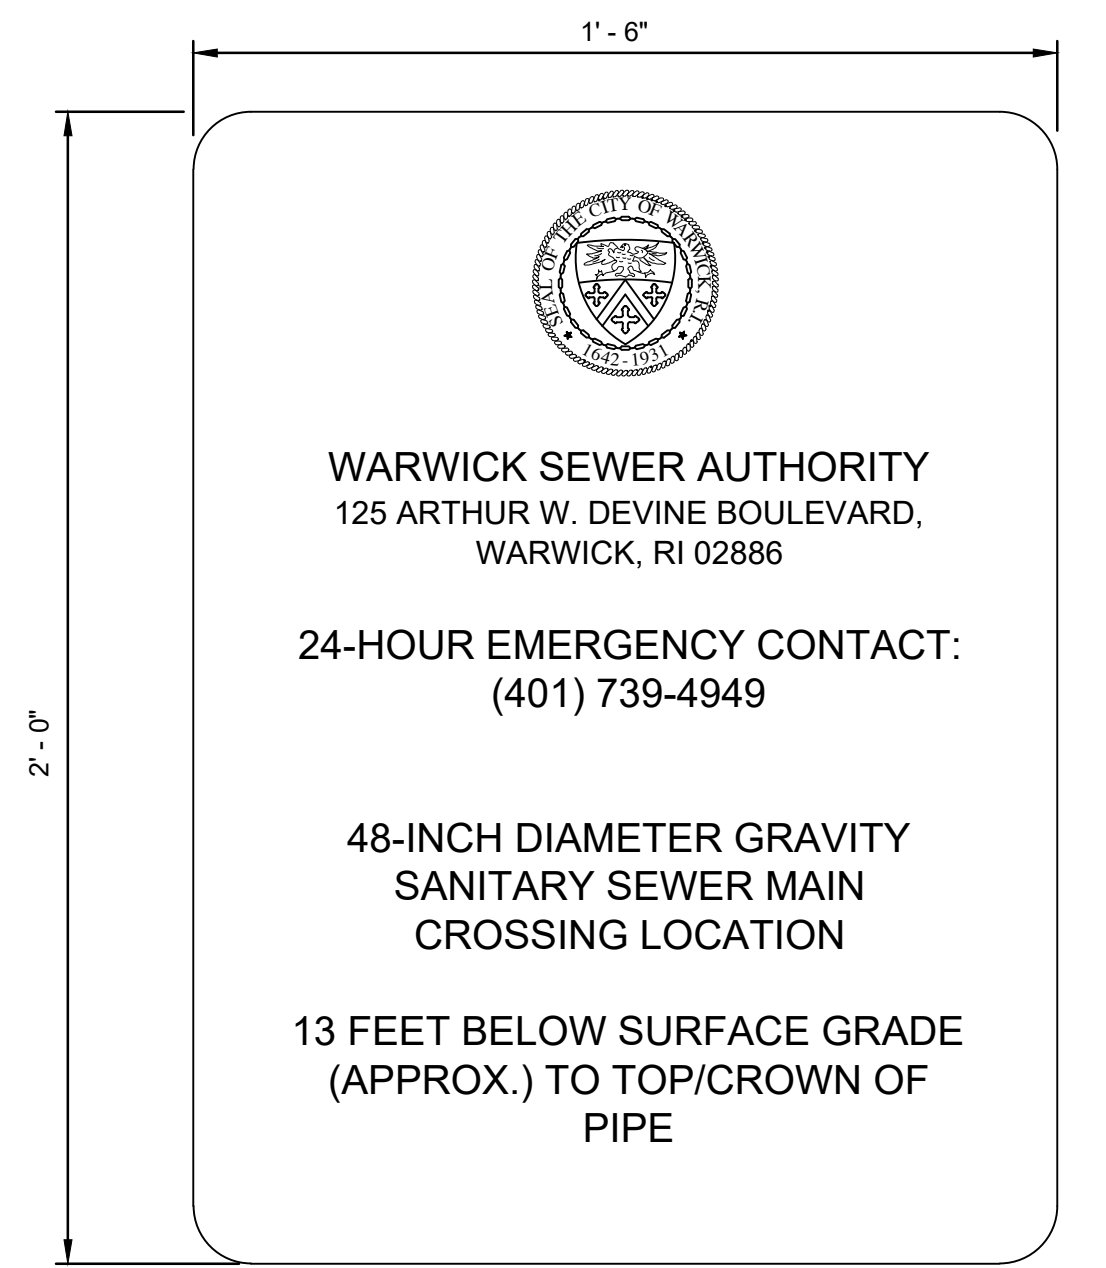 1' - 6"
2' - 0"
SEAL OF THE CITY OF WARWICK, R.I.
1642-1931
WARWICK SEWER AUTHORITY
125 ARTHUR W. DEVINE BOULEVARD,
WARWICK, RI 02886
24-HOUR EMERGENCY CONTACT:
(401) 739-4949
48-INCH DIAMETER GRAVITY
SANITARY SEWER MAIN
CROSSING LOCATION
13 FEET BELOW SURFACE GRADE
(APPROX.) TO TOP/CROWN OF
PIPE